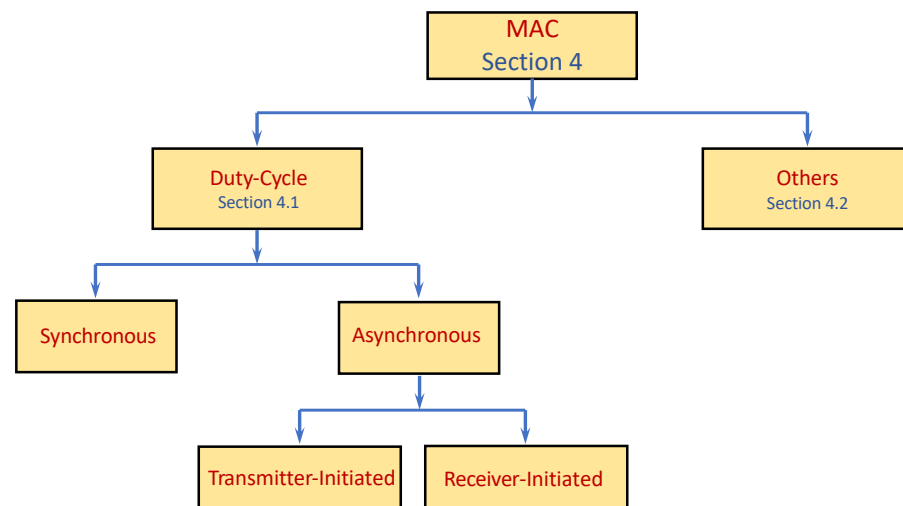 MAC
Section 4
Duty-Cycle
Section 4.1
Others
Section 4.2
Synchronous
Asynchronous
Transmitter-Initiated
Receiver-Initiated